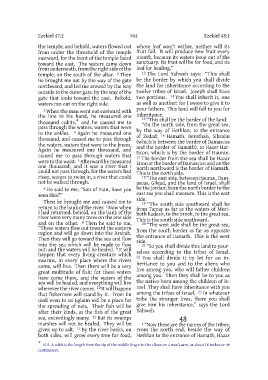 Ezekiel 47:2
944
Ezekiel 48:1
the temple; and behold, waters flowed out
from under the threshold of the temple
eastward, for the front of the temple faced
toward the east. The waters came down
from underneath, from the right side of the
temple, on the south of the altar. 2 Then
he brought me out by the way of the gate
northward, and led me around by the way
outside to the outer gate, by the way of the
gate that looks toward the east. Behold,
waters ran out on the right side.
3 When the man went out eastward with
the line in his hand, he measured one
thousand cubits,* and he caused me to
pass through the waters, waters that were
to the ankles. 4 Again he measured one
thousand, and caused me to pass through
the waters, waters that were to the knees.
Again he measured one thousand, and
caused me to pass through waters that
were to the waist. 5 Afterward he measured
one thousand; and it was a river that I
could not pass through, for the waters had
risen, waters to swim in, a river that could
not be walked through.
6 He said to me, "Son of man, have you
seen this?"
Then he brought me and caused me to
return to the bank of the river. 7 Now when
I had returned, behold, on the bank of the
river were very many trees on the one side
and on the other. 8 Then he said to me,
"These waters flow out toward the eastern
region and will go down into the Arabah.
Then they will go toward the sea and flow
into the sea which will be made to flow
out; and the waters will be healed. 9 It will
happen that every living creature which
swarms, in every place where the rivers
come, will live. Then there will be a very
great multitude of fish; for these waters
have come there, and the waters of the
sea will be healed, and everything will live
wherever the river comes. 10 It will happen
that fishermen will stand by it. From En
Gedi even to En Eglaim will be a place for
the spreading of nets. Their fish will be
after their kinds, as the fish of the great
sea, exceedingly many. 11 But its swamps
marshes will not be healed. They will be
given up to salt. 12 By the river banks, on
both sides, will grow every tree for food,
whose leaf won't wither, neither will its
fruit fail. It will produce new fruit every
month, because its waters issue out of the
sanctuary. Its fruit will be for food, and its
leaf for healing."
13 The Lord Yahweh says: "This shall
be the border by which you shall divide
the land for inheritance according to the
twelve tribes of Israel. Joseph shall have
two portions. 14 You shall inherit it, one
as well as another; for I swore to give it to
your fathers. This land will fall to you for
inheritance.
15 "This shall be the border of the land:
"On the north side, from the great sea,
by the way of Hethlon, to the entrance
of Zedad; 16 Hamath, Berothah, Sibraim
(which is between the border of Damascus
and the border of Hamath), to Hazer Hat-
ticon, which is by the border of Hauran.
17 The border from the sea shall be Hazar
Enon at the border of Damascus; and on the
north northward is the border of Hamath.
This is the north side.
18 "The east side, between Hauran, Dam-
ascus, Gilead, and the land of Israel, shall
be the Jordan; from the north border to the
east sea you shall measure. This is the east
side.
19 "The south side southward shall be
from Tamar as far as the waters of Meri-
both Kadesh, to the brook, to the great sea.
This is the south side southward.
20 "The west side shall be the great sea,
from the south border as far as opposite
the entrance of Hamath. This is the west
side.
21 "So you shall divide this land to your-
selves according to the tribes of Israel.
22 You shall divide it by lot for an in-
heritance to you and to the aliens who
live among you, who will father children
among you. Then they shall be to you as
the native-born among the children of Is-
rael. They shall have inheritance with you
among the tribes of Israel. 23 In whatever
tribe the stranger lives, there you shall
give him his inheritance," says the Lord
Yahweh.
48
1 "Now these are the names of the tribes:
From the north end, beside the way of
Hethlon to the entrance of Hamath, Hazar